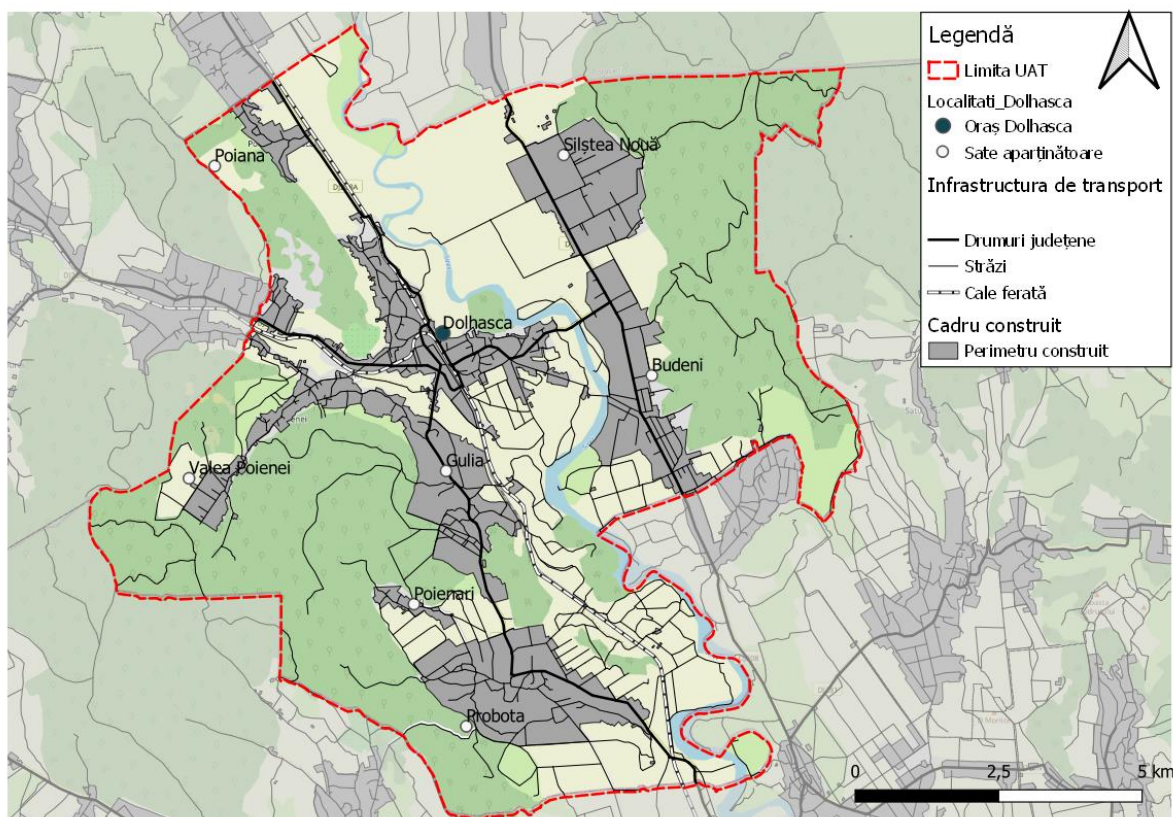 Legendă
Limita UAT
Localitati_Dolhasca
Oraș Dolhasca
Sate aparținătoare
Infrastructura de transport
Drumuri județene
Străzi
Cale ferată
Cadru construit
Perimetru construit
Poiana
Silștea Nouă
Dolhasca
Budeni
Valea Poienei
Gulia
Poienari
Probota
0 2,5 5 km